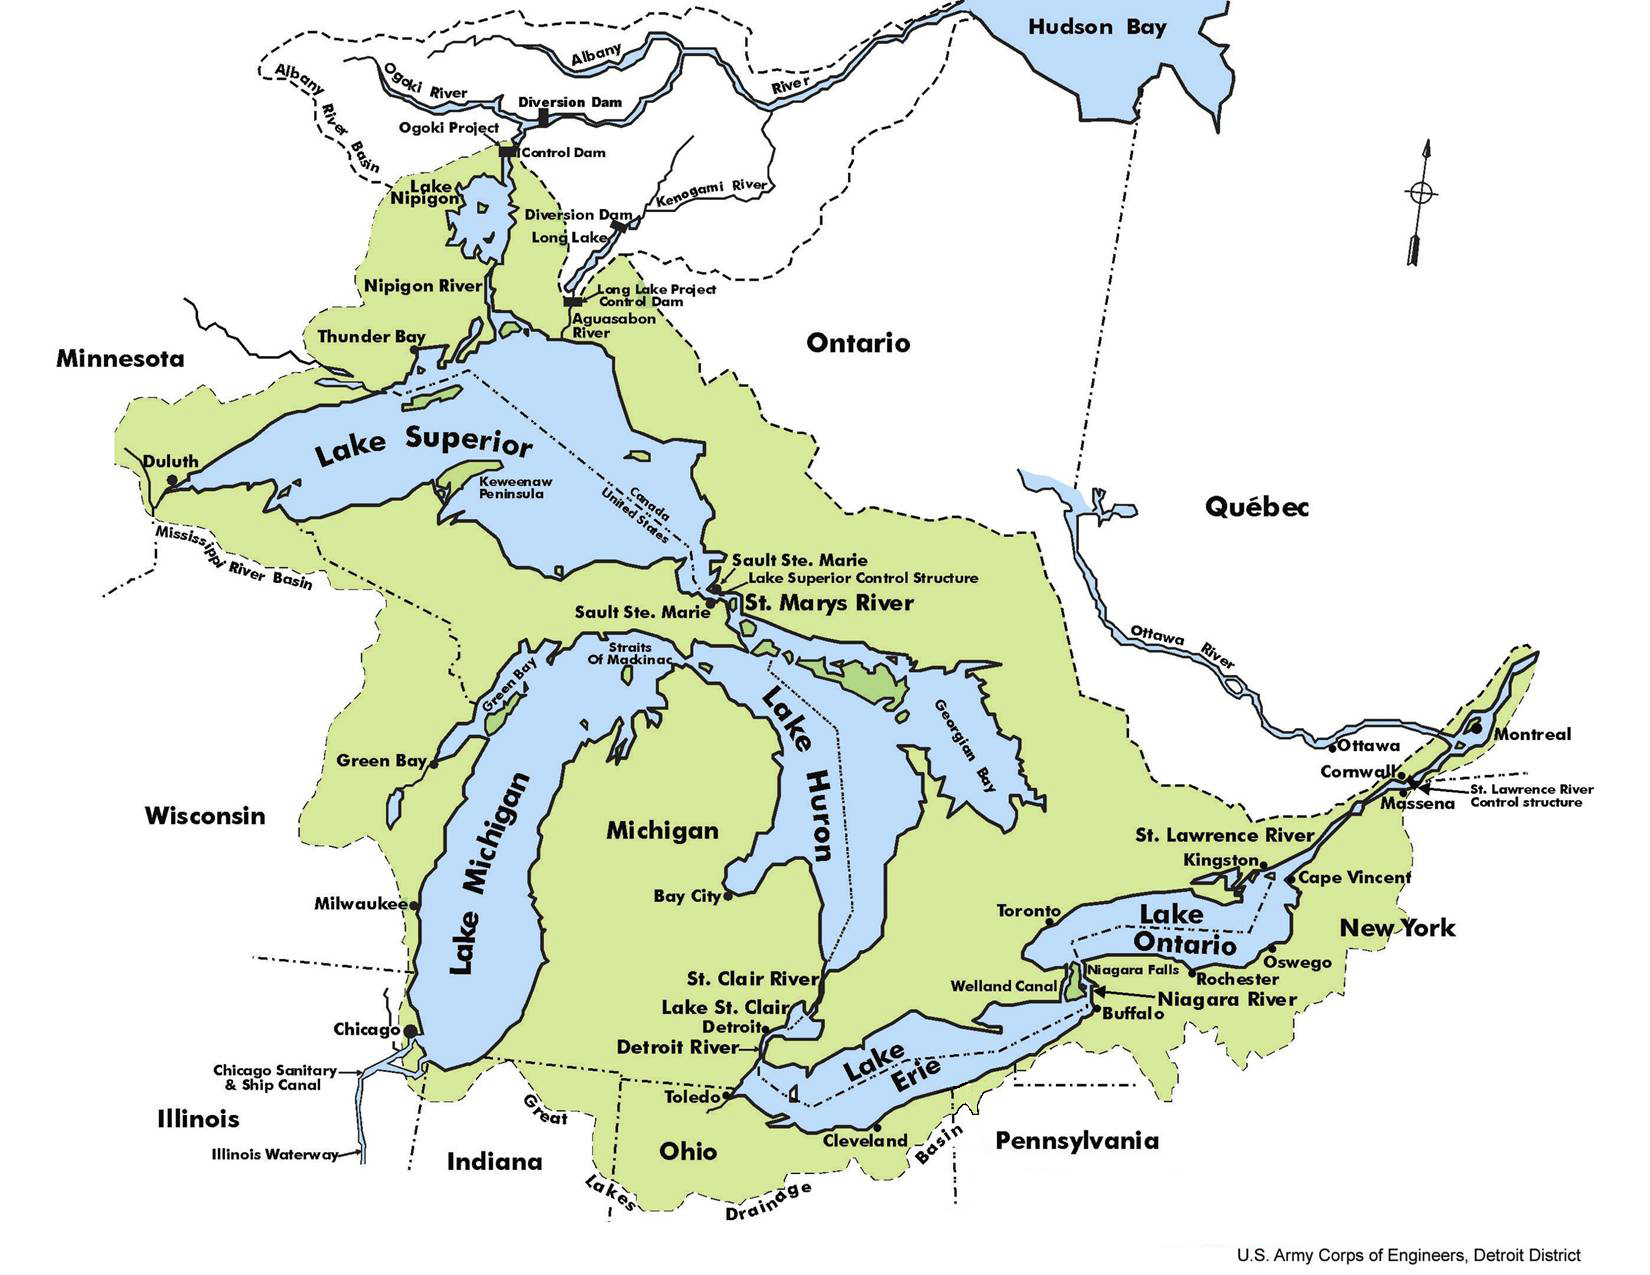 Hudson Bay
Albany
River
Ogoki River
Albany River Basin
Diversion Dam
Ogoki Project
Control Dam
Lake
Nipigon
Kenogami River
Diversion Dam
Long Lake
Nipigon River
Long Lake Project
Control Dam
Aguasabon
River
Thunder Bay
Ontario
Minnesota
Lake Superior
Duluth
Keweenaw
Peninsula
Canada
United States
Québec
Mississippi River Basin
Sault Ste. Marie
Lake Superior Control Structure
St. Marys River
Sault Ste. Marie
Ottawa River
Straits
Of Mackinac
Green Bay
Lake Huron
Georgian Bay
Montreal
Ottawa
Green Bay
Cornwall
St. Lawrence River
Control structure
Massena
Wisconsin
Lake Michigan
Michigan
St. Lawrence River
Kingston
Cape Vincent
Bay City
Milwaukee
Toronto
Lake
Ontario
New York
Oswego
Niagara Falls
Rochester
St. Clair River
Welland Canal
Niagara River
Lake St. Clair
Buffalo
Detroit
Chicago
Detroit River
Lake
Erie
Chicago Sanitary
& Ship Canal
Toledo
Illinois
Great
Lakes
Drainage
Basin
Cleveland
Pennsylvania
Ohio
Illinois Waterway
Indiana
U.S. Army Corps of Engineers, Detroit District